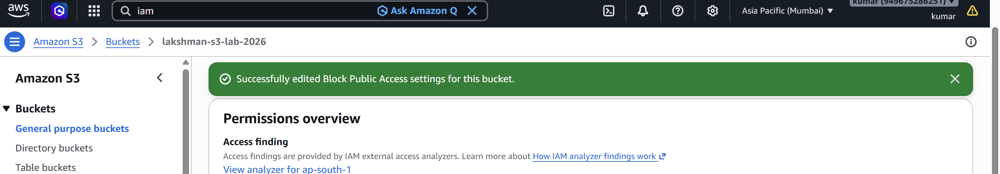 kumar (949675286251)
aws
iam
Ask Amazon Q
Asia Pacific (Mumbai)
kumar
Amazon S3
Buckets
lakshman-s3-lab-2026
Amazon S3
Successfully edited Block Public Access settings for this bucket.
Buckets
Permissions overview
General purpose buckets
Access finding
Directory buckets
Access findings are provided by IAM external access analyzers. Learn more about How IAM analyzer findings work
Table buckets
View analyzer for ap-south-1